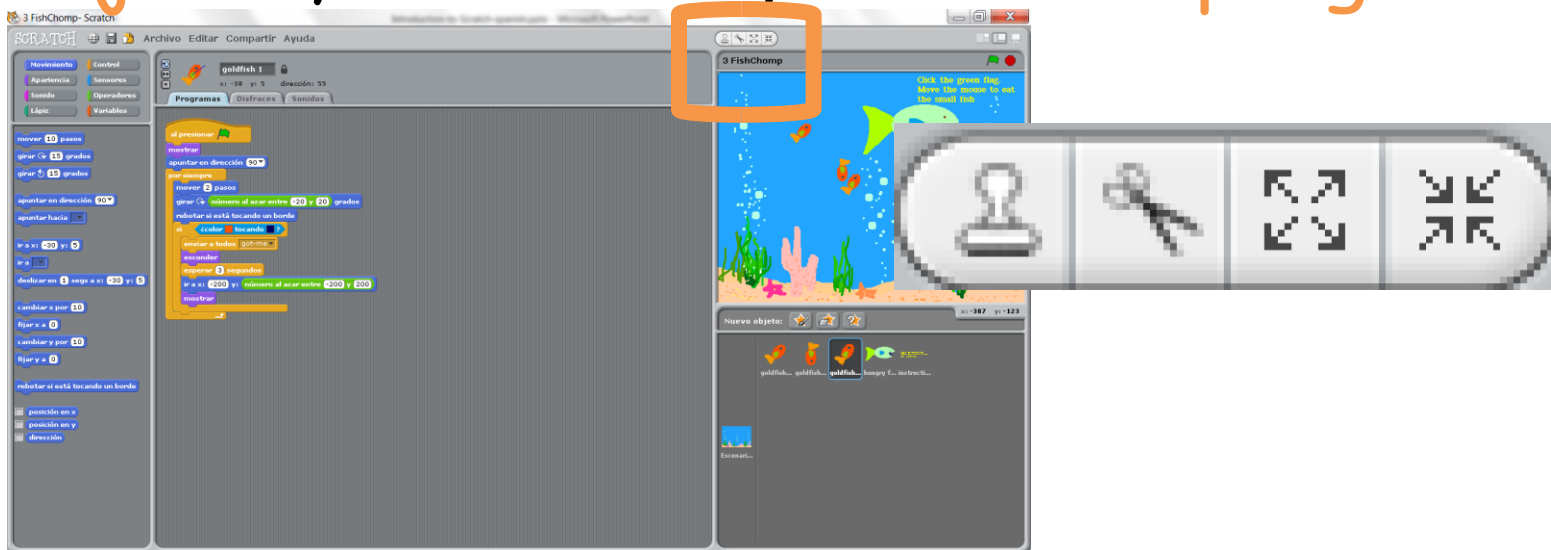 3 FishChomp- Scratch
SCRATCH Archivo Editar Compartir Ayuda
Movimiento Control
Apariencia Sensores
Sonido Operadores
Lápiz Variables
mover 10 pasos
girar 15 grados
girar 15 grados
apuntar en dirección 90
apuntar hacia
ir a x: -30 y: 5
ir a
deslizar en 1 segs a x: -30 y: 5
cambiar x por 10
fijar x a 0
cambiar y por 10
fijar y a 0
rebotar si está tocando un borde
posición en x
posición en y
dirección
goldfish 1
x: -30 y: 5 dirección: 55
Programas Disfraces Sonidos
al presionar
mostrar
apuntar en dirección 90
por siempre
mover 2 pasos
girar número al azar entre -20 y 20 grados
rebotar si está tocando un borde
si ¿color tocando ?
enviar a todos got-me
esconder
esperar 3 segundos
ir a x: -200 y: número al azar entre -200 y 200
mostrar
3 FishChomp
Click the green flag.
Move the mouse to eat
the small fish
x: -387 y: -123
Nuevo objeto:
goldfish... goldfish... goldfish... hungry f... instructi...
Escenari...